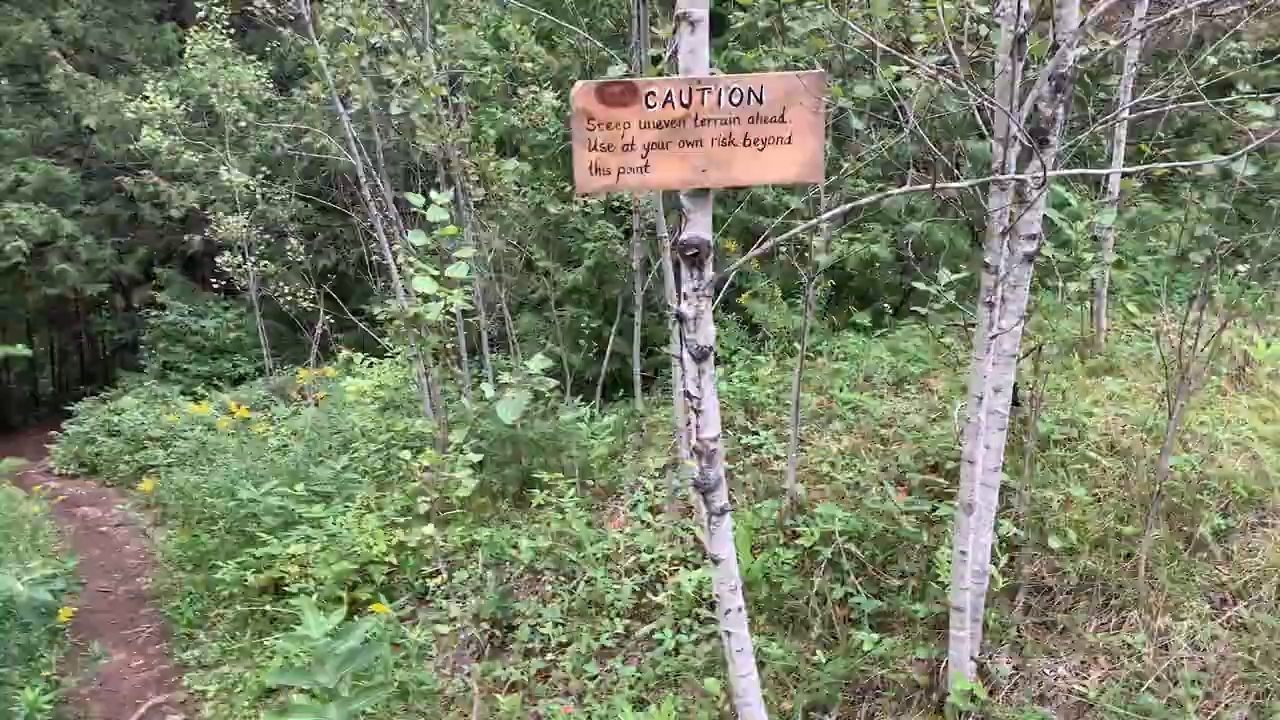 CAUTION
Steep uneven terrain ahead.
Use at your own risk beyond
this point